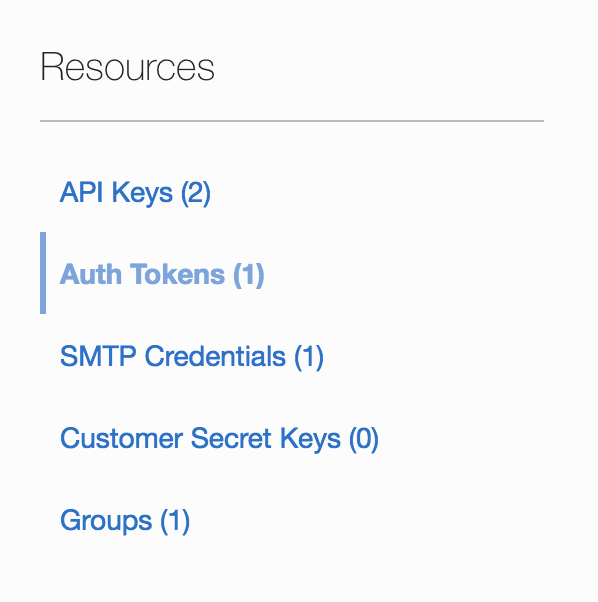 Resources
API Keys (2)
Auth Tokens (1)
SMTP Credentials (1)
Customer Secret Keys (0)
Groups (1)